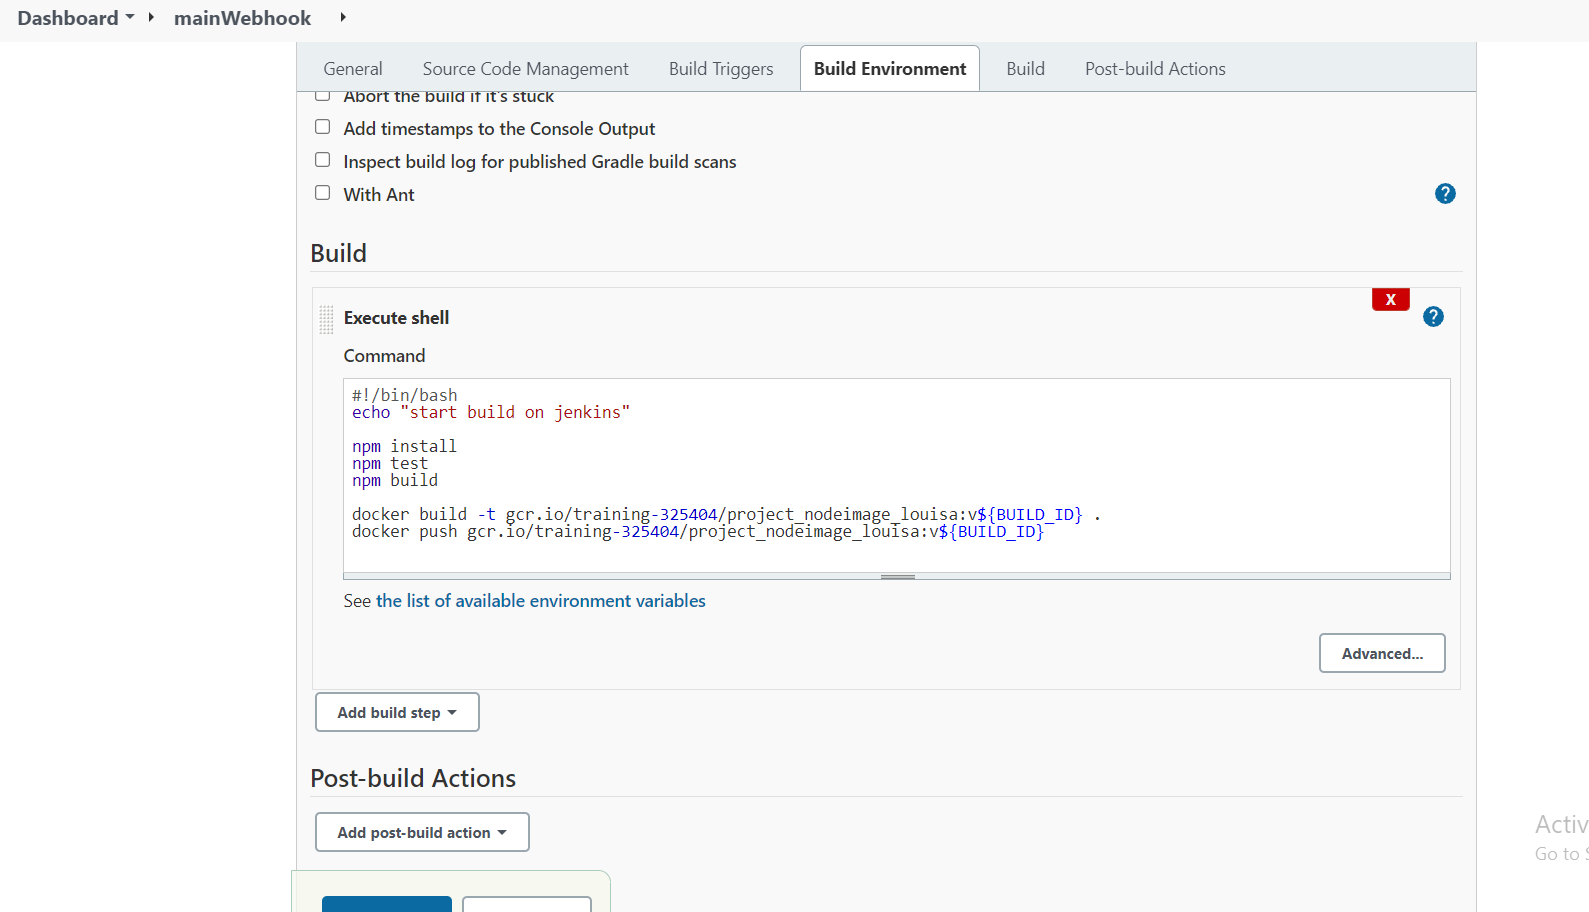 Dashboard mainWebhook
General Source Code Management Build Triggers Build Environment Build Post-build Actions
Abort the build if it's stuck
Add timestamps to the Console Output
Inspect build log for published Gradle build scans
With Ant
?
Build
X
Execute shell
?
Command
#!/bin/bash
echo "start build on jenkins"
npm install
npm test
npm build
docker build -t gcr.io/training-325404/project_nodeimage_louisa:v${BUILD_ID} .
docker push gcr.io/training-325404/project_nodeimage_louisa:v${BUILD_ID}
See the list of available environment variables
Advanced...
Add build step
Post-build Actions
Add post-build action
Activ
Go to S